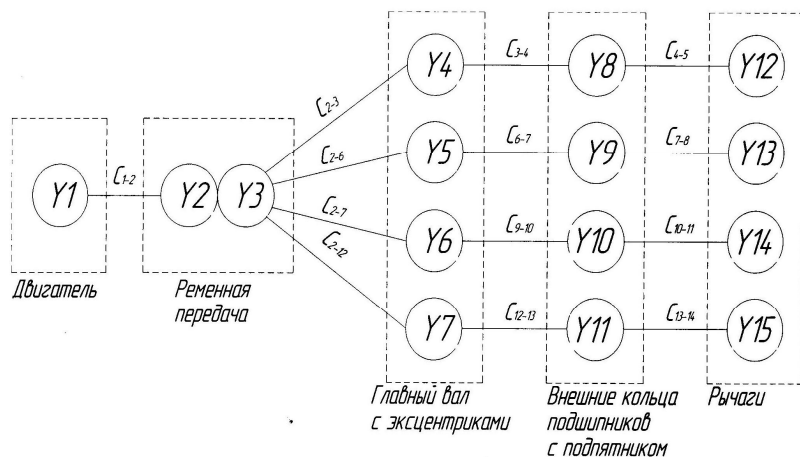 Y4 C3-4 Y8 C4-5 Y12
C2-3
C2-6 Y5 C6-7 Y9 C7-8 Y13
Y1 C1-2 Y2 Y3
C2-7 Y6 C9-10 Y10 C10-11 Y14
C2-12
Y7 C12-13 Y11 C13-14 Y15
Двигатель
Ременная
передача
Главный вал
с эксцентриками
Внешние кольца
подшипников
с подпятником
Рычаги